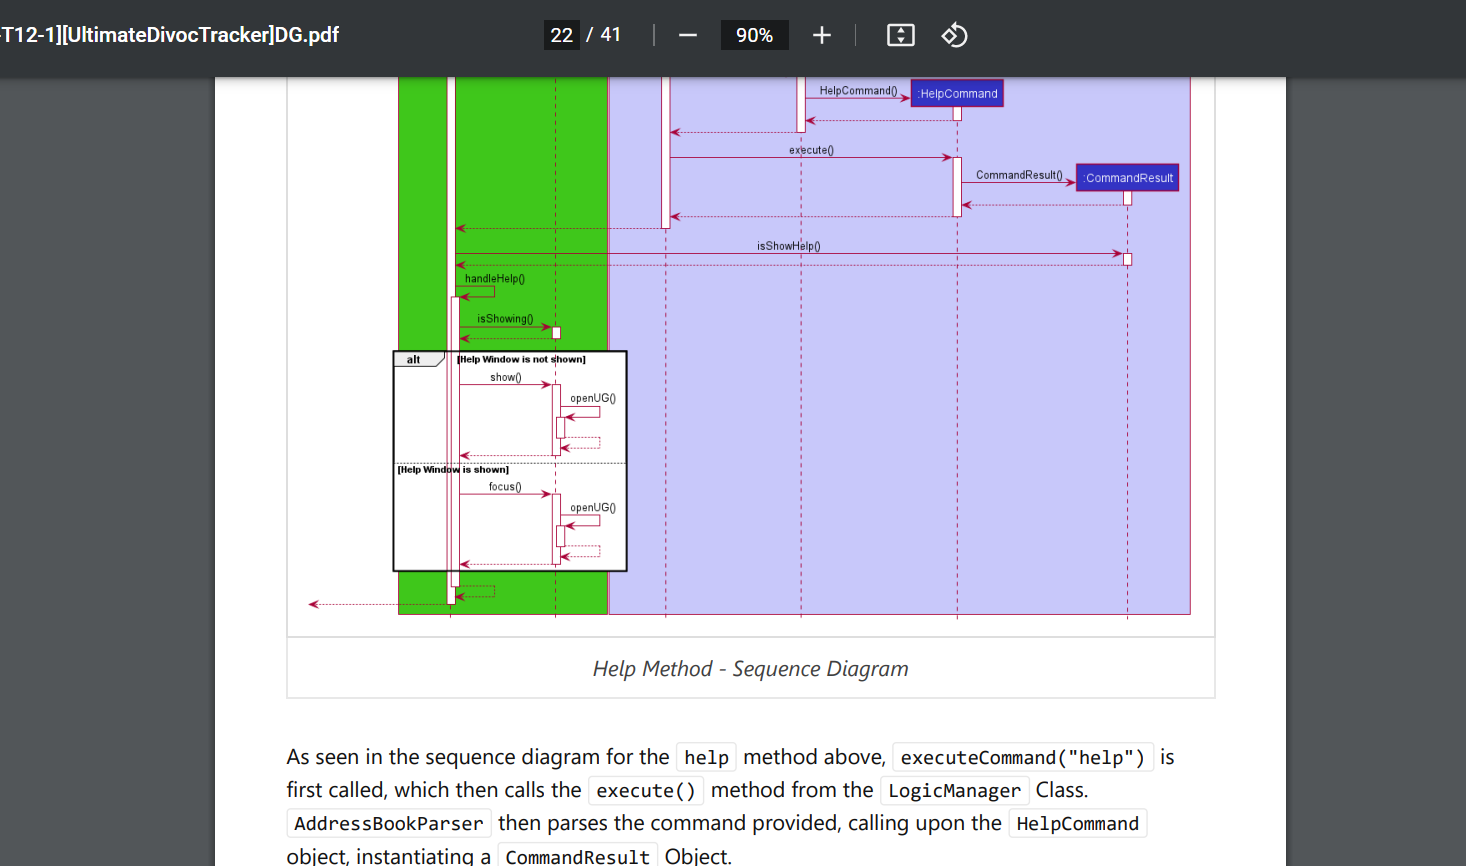 -T12-1][UltimateDivocTracker]DG.pdf
22 / 41
90%
HelpCommand()
:HelpCommand
execute()
CommandResult()
:CommandResult
isShowHelp()
handleHelp()
isShowing()
alt
[Help Window is not shown]
show()
openUG()
[Help Window is shown]
focus()
openUG()
Help Method - Sequence Diagram
As seen in the sequence diagram for the help method above, executeCommand("help") is
first called, which then calls the execute() method from the LogicManager Class.
AddressBookParser then parses the command provided, calling upon the HelpCommand
object, instantiating a CommandResult Object.